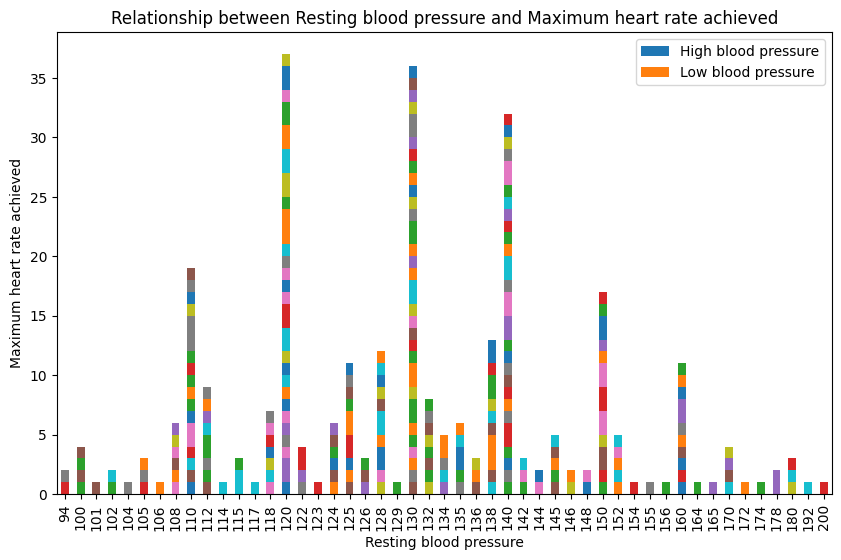 Relationship between Resting blood pressure and Maximum heart rate achieved
High blood pressure
Low blood pressure
Maximum heart rate achieved
35
30
25
20
15
10
5
0
94 100 101 102 104 105 106 108 110 112 114 115 117 118 120 122 123 124 125 126 128 129 130 132 134 135 136 138 140 142 144 145 146 148 150 152 154 155 156 160 164 165 170 172 174 178 180 192 200
Resting blood pressure